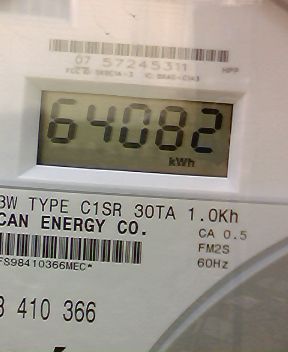 07 57245311
HPP
64082
kWh
3W TYPE C1SR 30TA 1.0Kh
CAN ENERGY CO.
CA 0.5
FM2S
FS98410366MEC*
60Hz
3 410 366